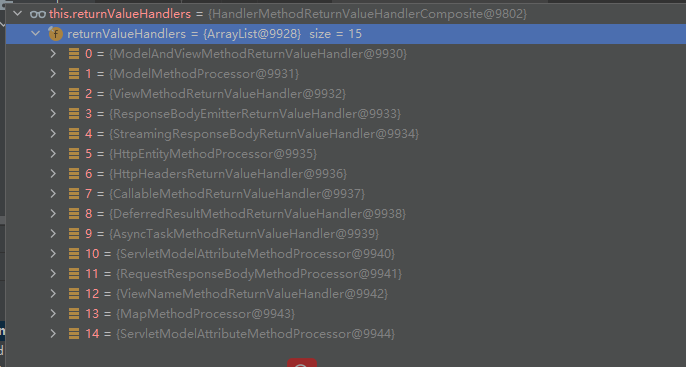 this.returnValueHandlers = {HandlerMethodReturnValueHandlerComposite@9802}
f returnValueHandlers = {ArrayList@9928} size = 15
0 = {ModelAndViewMethodReturnValueHandler@9930}
1 = {ModelMethodProcessor@9931}
2 = {ViewMethodReturnValueHandler@9932}
3 = {ResponseBodyEmitterReturnValueHandler@9933}
4 = {StreamingResponseBodyReturnValueHandler@9934}
5 = {HttpEntityMethodProcessor@9935}
6 = {HttpHeadersReturnValueHandler@9936}
7 = {CallableMethodReturnValueHandler@9937}
8 = {DeferredResultMethodReturnValueHandler@9938}
9 = {AsyncTaskMethodReturnValueHandler@9939}
10 = {ServletModelAttributeMethodProcessor@9940}
11 = {RequestResponseBodyMethodProcessor@9941}
12 = {ViewNameMethodReturnValueHandler@9942}
13 = {MapMethodProcessor@9943}
14 = {ServletModelAttributeMethodProcessor@9944}